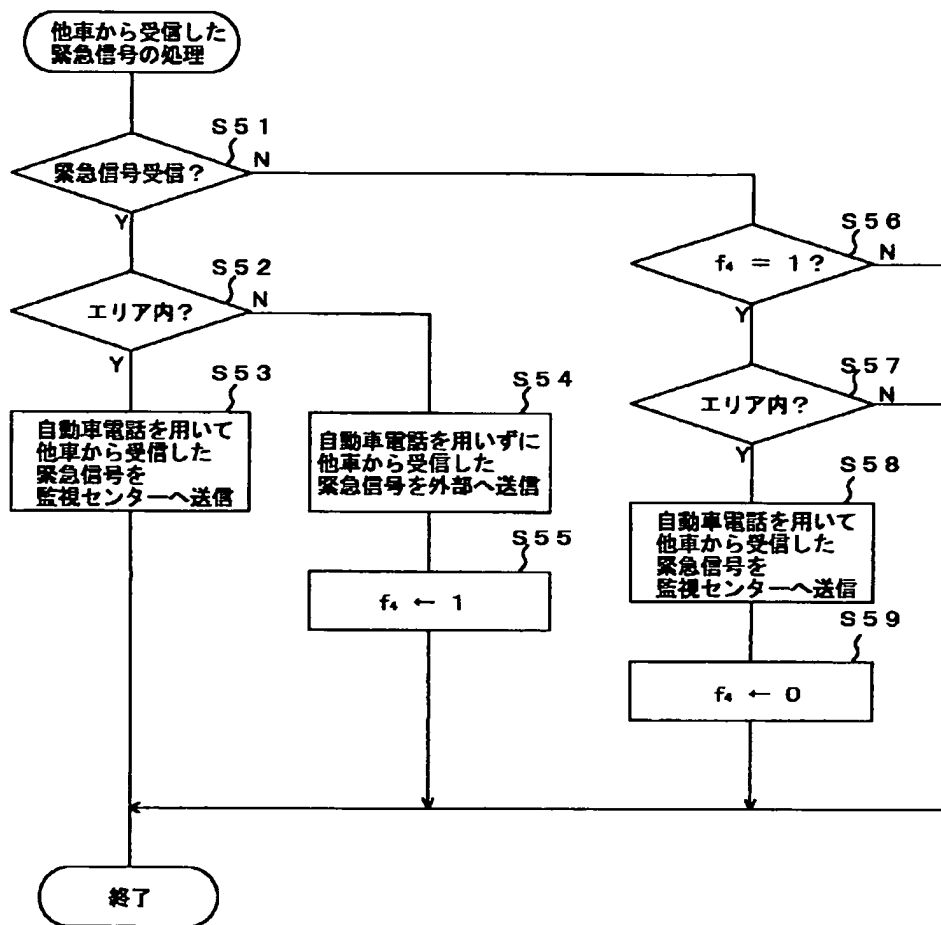 他車から受信した
緊急信号の処理
S51
緊急信号受信?
N
Y
S52
エリア内?
N
Y
S53
自動車電話を用いて
他車から受信した
緊急信号を
監視センターへ送信
S54
自動車電話を用いずに
他車から受信した
緊急信号を外部へ送信
S55
f₄ ← 1
S56
f₄ = 1?
N
Y
S57
エリア内?
N
Y
S58
自動車電話を用いて
他車から受信した
緊急信号を
監視センターへ送信
S59
f₄ ← 0
終了